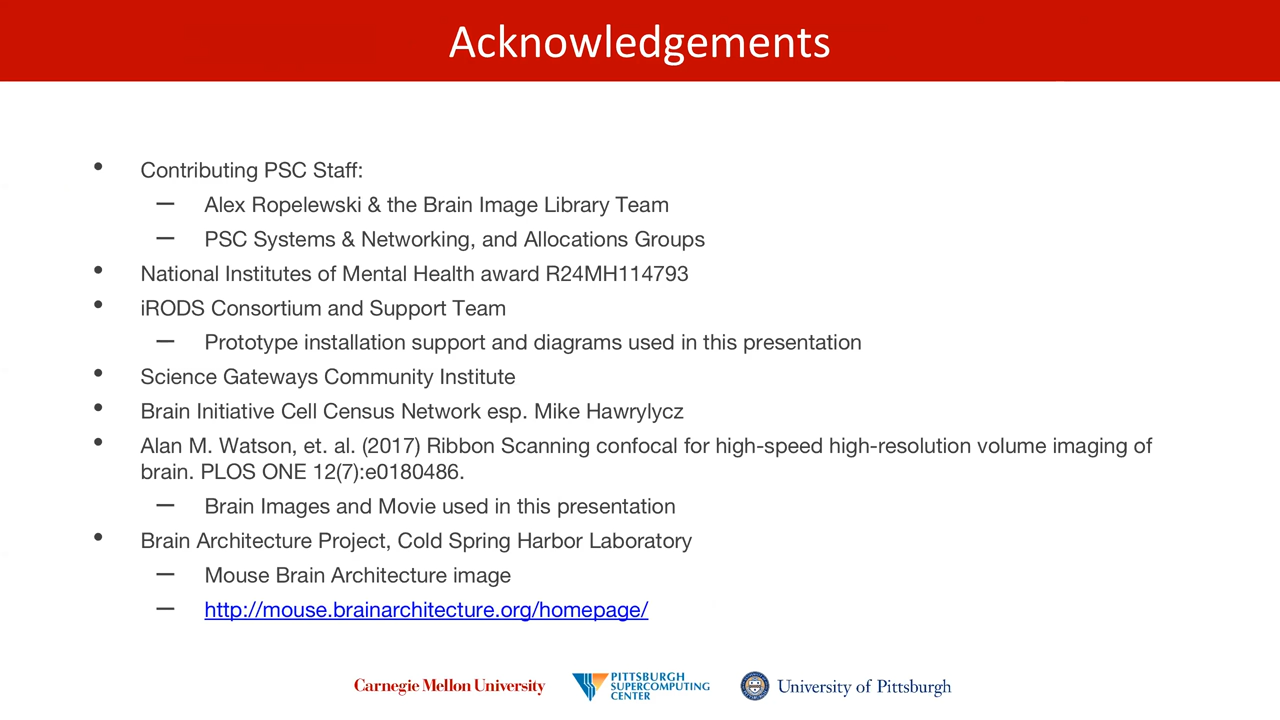 Acknowledgements
• Contributing PSC Staff:
— Alex Ropelewski & the Brain Image Library Team
— PSC Systems & Networking, and Allocations Groups
• National Institutes of Mental Health award R24MH114793
• iRODS Consortium and Support Team
— Prototype installation support and diagrams used in this presentation
• Science Gateways Community Institute
• Brain Initiative Cell Census Network esp. Mike Hawrylycz
• Alan M. Watson, et. al. (2017) Ribbon Scanning confocal for high-speed high-resolution volume imaging of
brain. PLOS ONE 12(7):e0180486.
— Brain Images and Movie used in this presentation
• Brain Architecture Project, Cold Spring Harbor Laboratory
— Mouse Brain Architecture image
— http://mouse.brainarchitecture.org/homepage/
Carnegie Mellon University
PITTSBURGH
SUPERCOMPUTING
CENTER
University of Pittsburgh